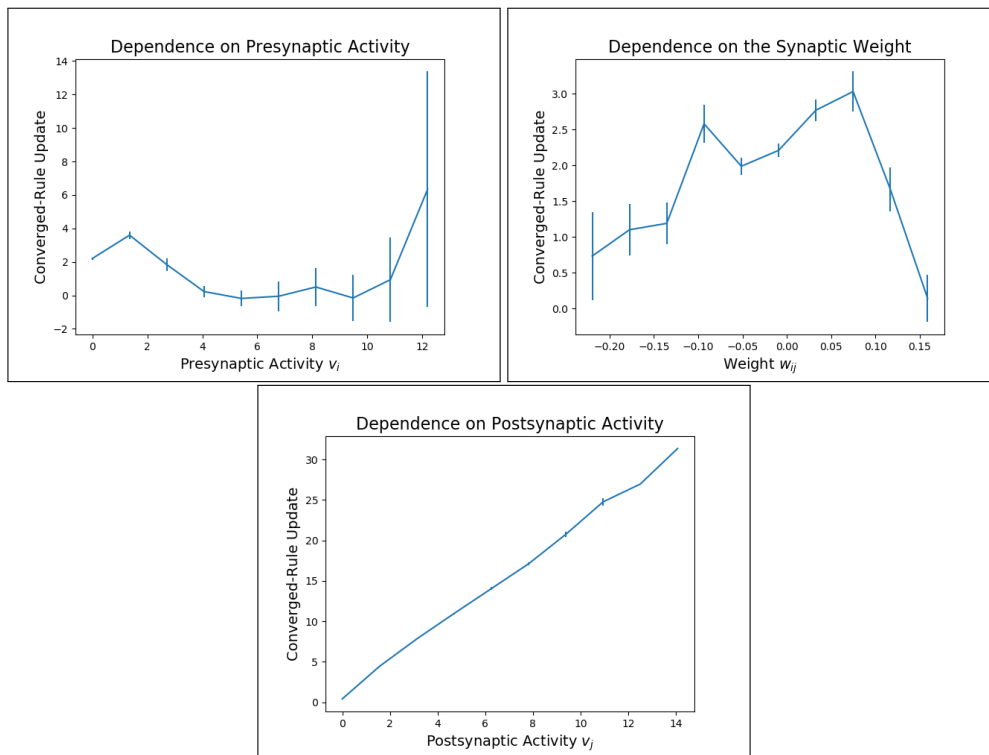 Dependence on Presynaptic Activity
14
12
10
8
6
4
2
0
−2
Converged-Rule Update
0 2 4 6 8 10 12
Presynaptic Activity vᵢ
Dependence on the Synaptic Weight
3.0
2.5
2.0
1.5
1.0
0.5
0.0
Converged-Rule Update
−0.20 −0.15 −0.10 −0.05 0.00 0.05 0.10 0.15
Weight wᵢⱼ
Dependence on Postsynaptic Activity
30
25
20
15
10
5
0
Converged-Rule Update
0 2 4 6 8 10 12 14
Postsynaptic Activity vⱼ